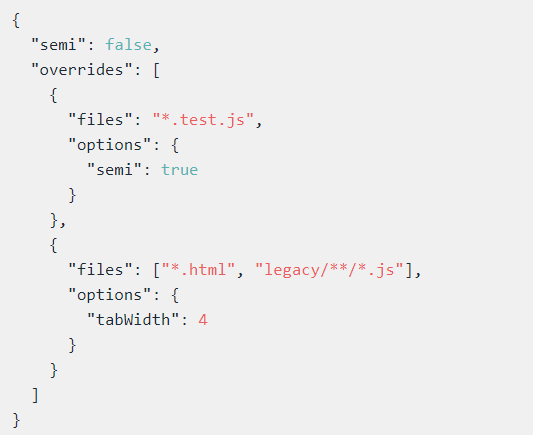 {
  "semi": false,
  "overrides": [
    {
      "files": "*.test.js",
      "options": {
        "semi": true
      }
    },
    {
      "files": ["*.html", "legacy/**/*.js"],
      "options": {
        "tabWidth": 4
      }
    }
  ]
}